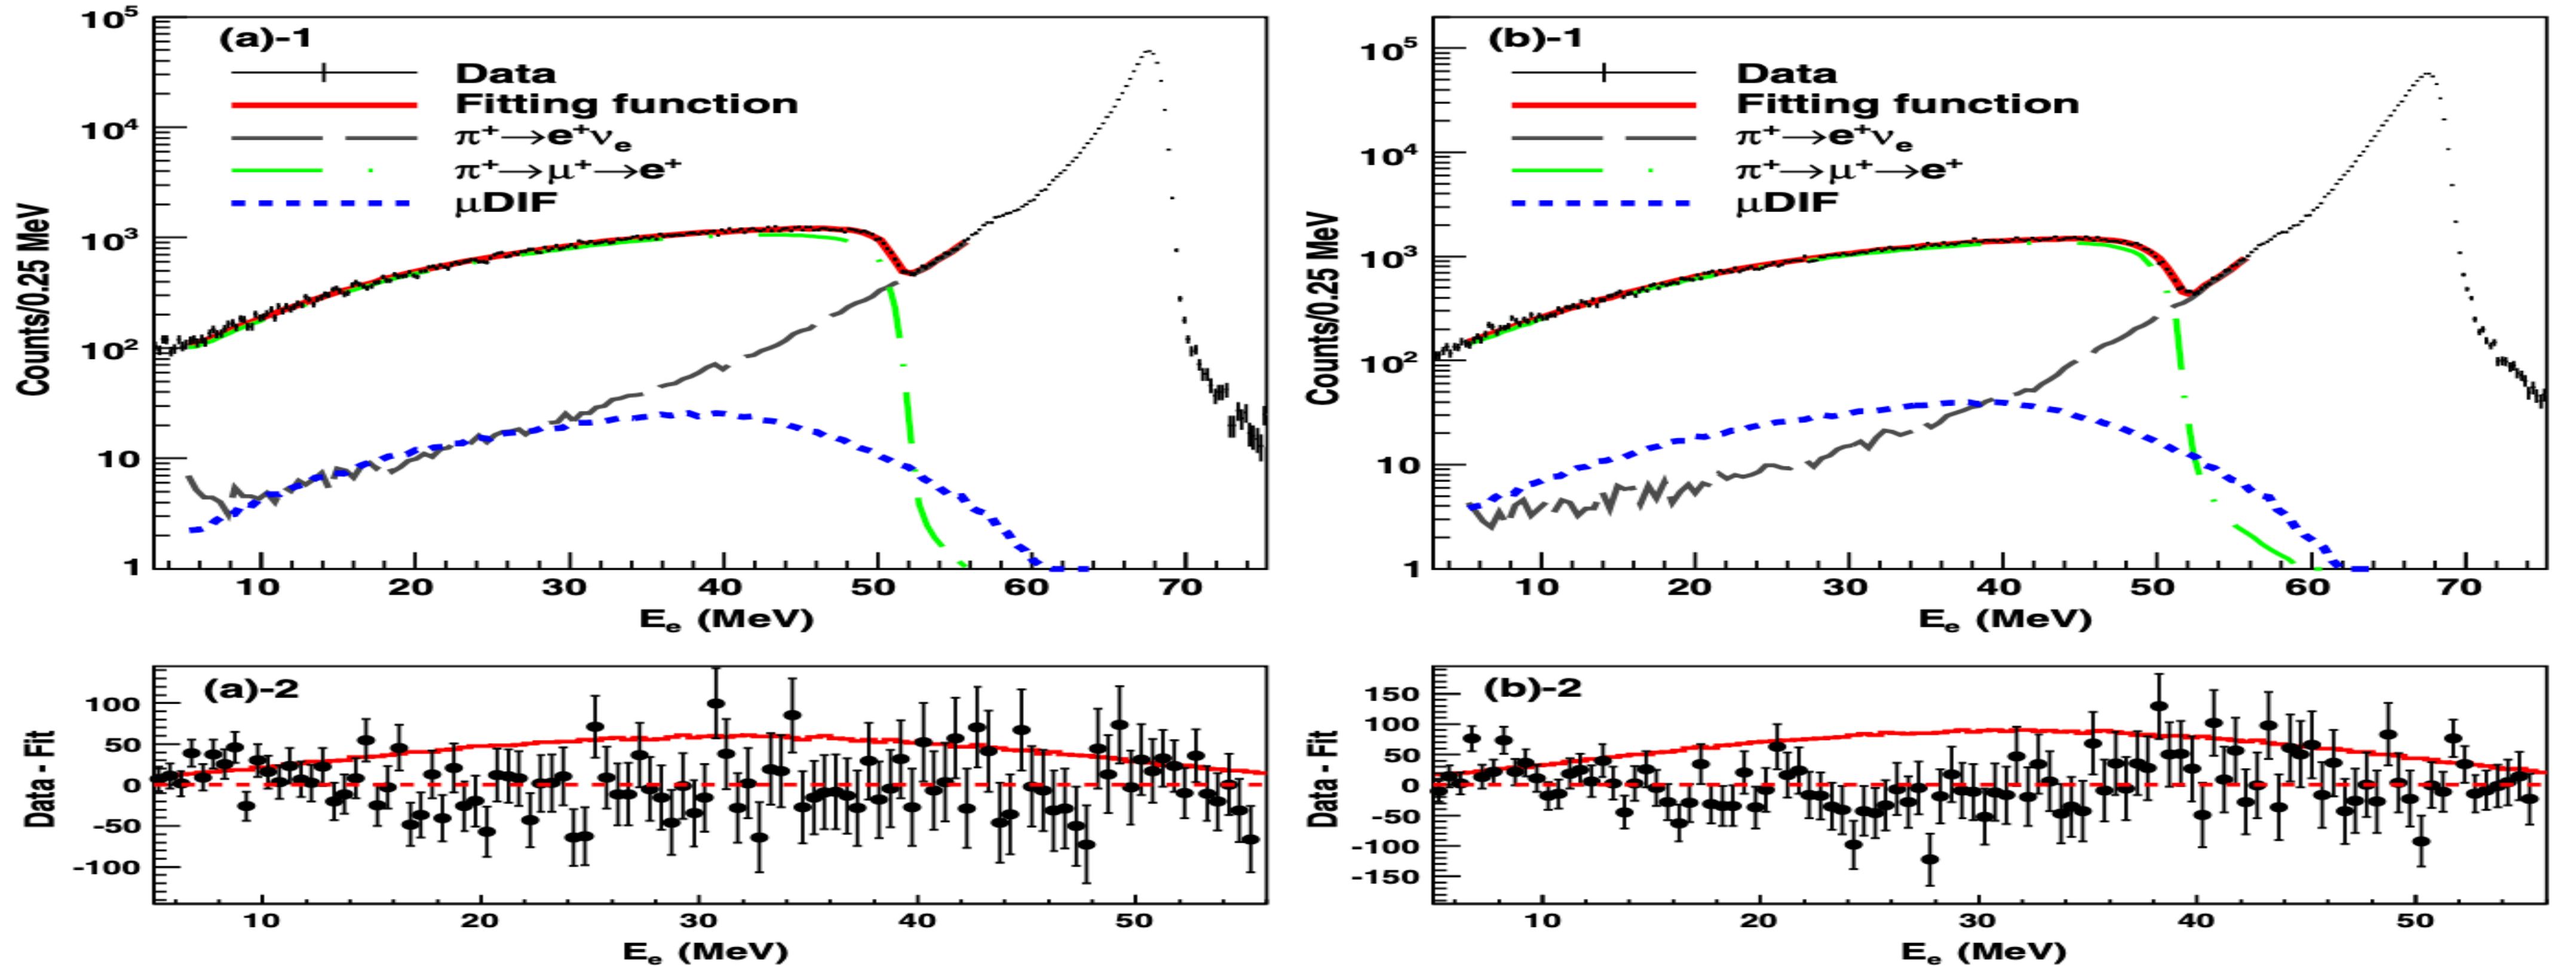 (a)-1
Data
Fitting function
π⁺→e⁺νₑ
π⁺→μ⁺→e⁺
μDIF
Counts/0.25 MeV
10⁵
10⁴
10³
10²
10
1
10 20 30 40 50 60 70
Eₑ (MeV)
(b)-1
Data
Fitting function
π⁺→e⁺νₑ
π⁺→μ⁺→e⁺
μDIF
Counts/0.25 MeV
10⁵
10⁴
10³
10²
10
1
10 20 30 40 50 60 70
Eₑ (MeV)
(a)-2
Data - Fit
100
50
0
-50
-100
10 20 30 40 50
Eₑ (MeV)
(b)-2
Data - Fit
150
100
50
0
-50
-100
-150
10 20 30 40 50
Eₑ (MeV)